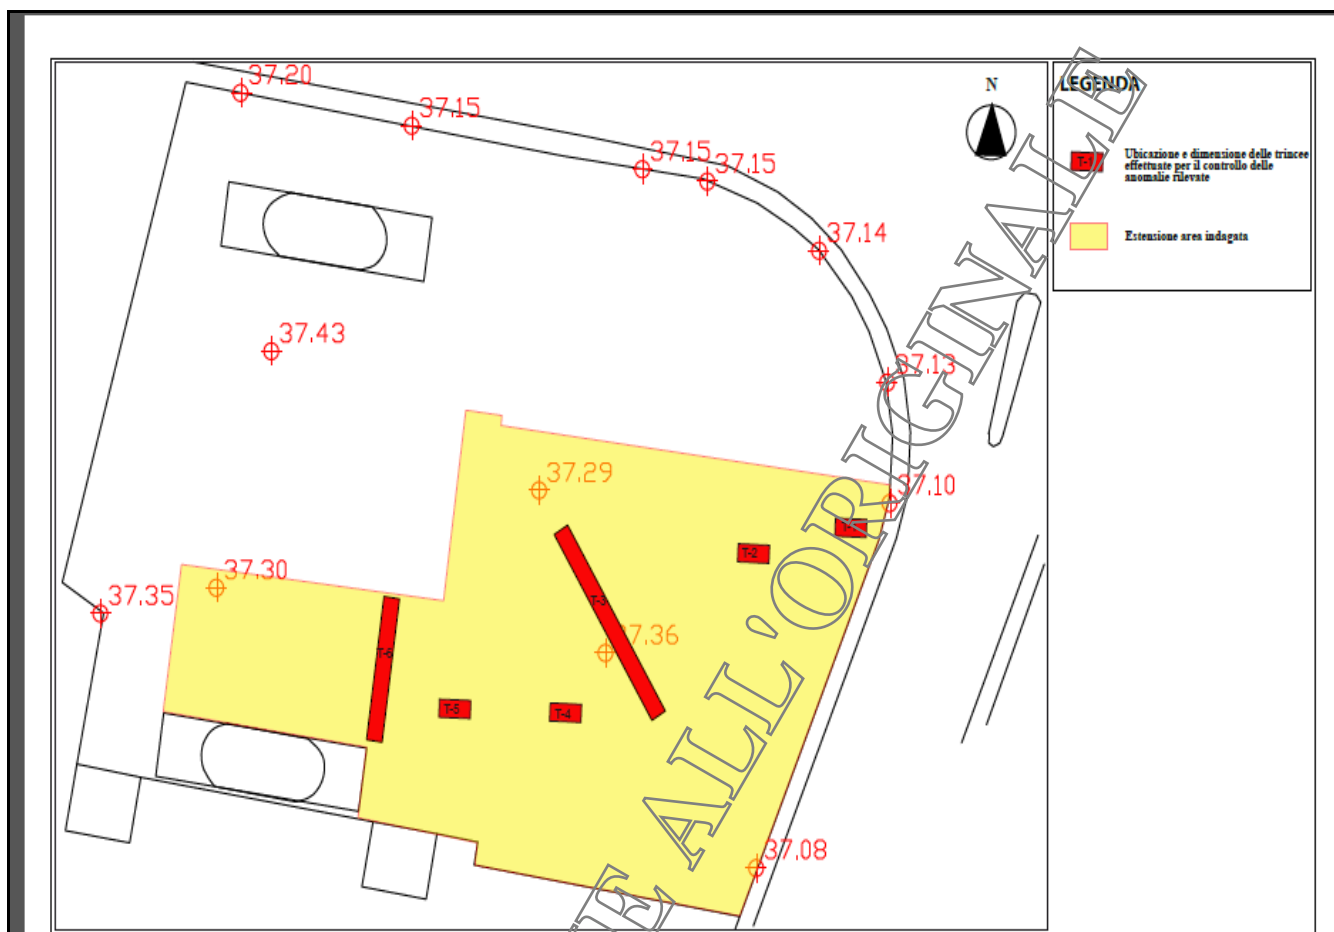 37.20
37.15
37.15
37.15
37.14
37.43
37.13
37.29
37.10
T-2
37.30
37.35
T-3
37.36
T-6
T-5
T-4
37.08
N
LEGENDA
T-1
Ubicazione e dimensione delle trincee
effettuate per il controllo delle
anomalie rilevate
Estensione area indagata
E ALL'ORIGINALE